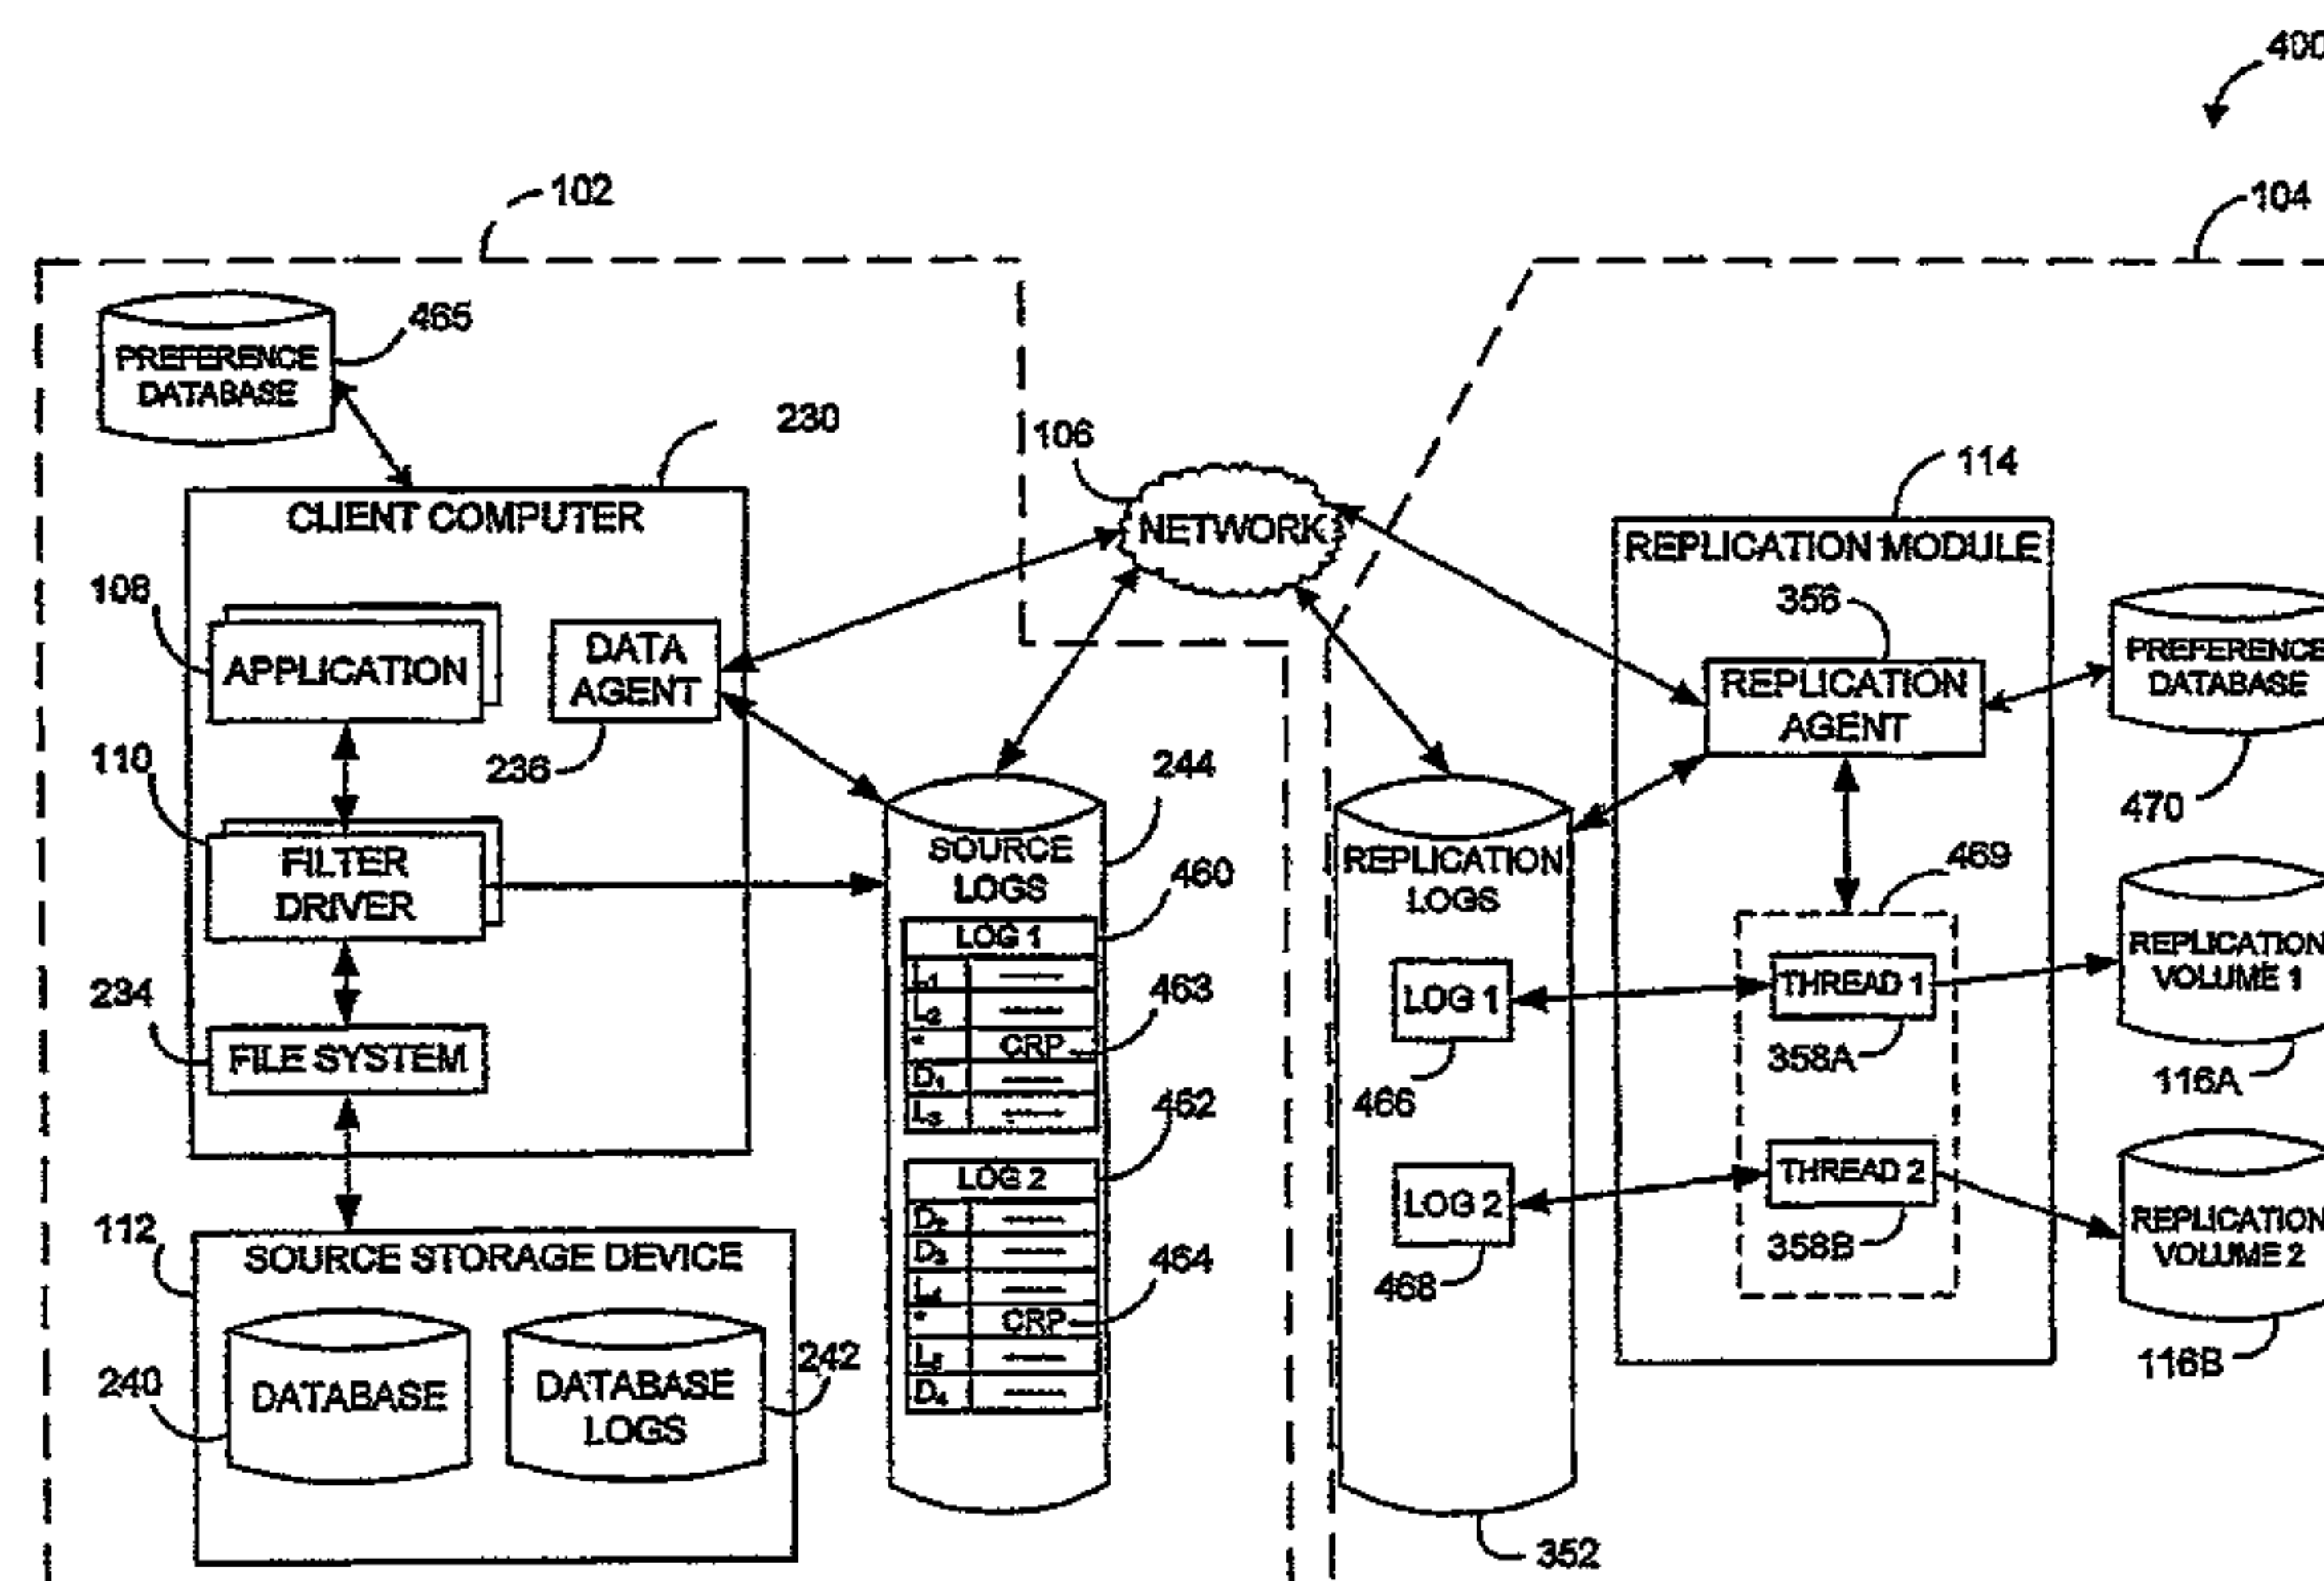 400
102
104
465
PREFERENCE
DATABASE
230
106
114
CLIENT COMPUTER
NETWORK
REPLICATION MODULE
108
356
APPLICATION
DATA
AGENT
REPLICATION
AGENT
PREFERENCE
DATABASE
236
110
244
470
FILTER
DRIVER
SOURCE
LOGS
REPLICATION
LOGS
469
460
LOG 1
L1
L2
* CRP
D1
L3
463
THREAD 1
REPLICATION
VOLUME 1
LOG 1
234
FILE SYSTEM
358A
466
116A
462
LOG 2
D2
D3
L4
* CRP
L5
D4
464
THREAD 2
LOG 2
358B
468
REPLICATION
VOLUME 2
112
SOURCE STORAGE DEVICE
240
DATABASE
DATABASE
LOGS
242
116B
352